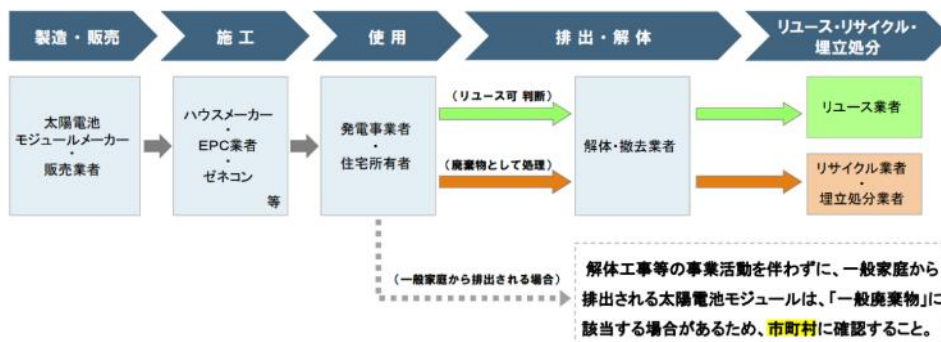 製造・販売
施 工
使 用
排 出 ・ 解 体
リユース・リサイクル・
埋立処分
太陽電池
モジュールメーカー
・
販売業者
ハウスメーカー
・
EPC業者
・
ゼネコン
等
発電事業者
・
住宅所有者
（リユース可 判断）
（廃棄物として処理）
解体・撤去業者
リユース業者
リサイクル業者
・
埋立処分業者
（一般家庭から排出される場合）
解体工事等の事業活動を伴わずに、一般家庭から
排出される太陽電池モジュールは、「一般廃棄物」に
該当する場合があるため、市町村に確認すること。